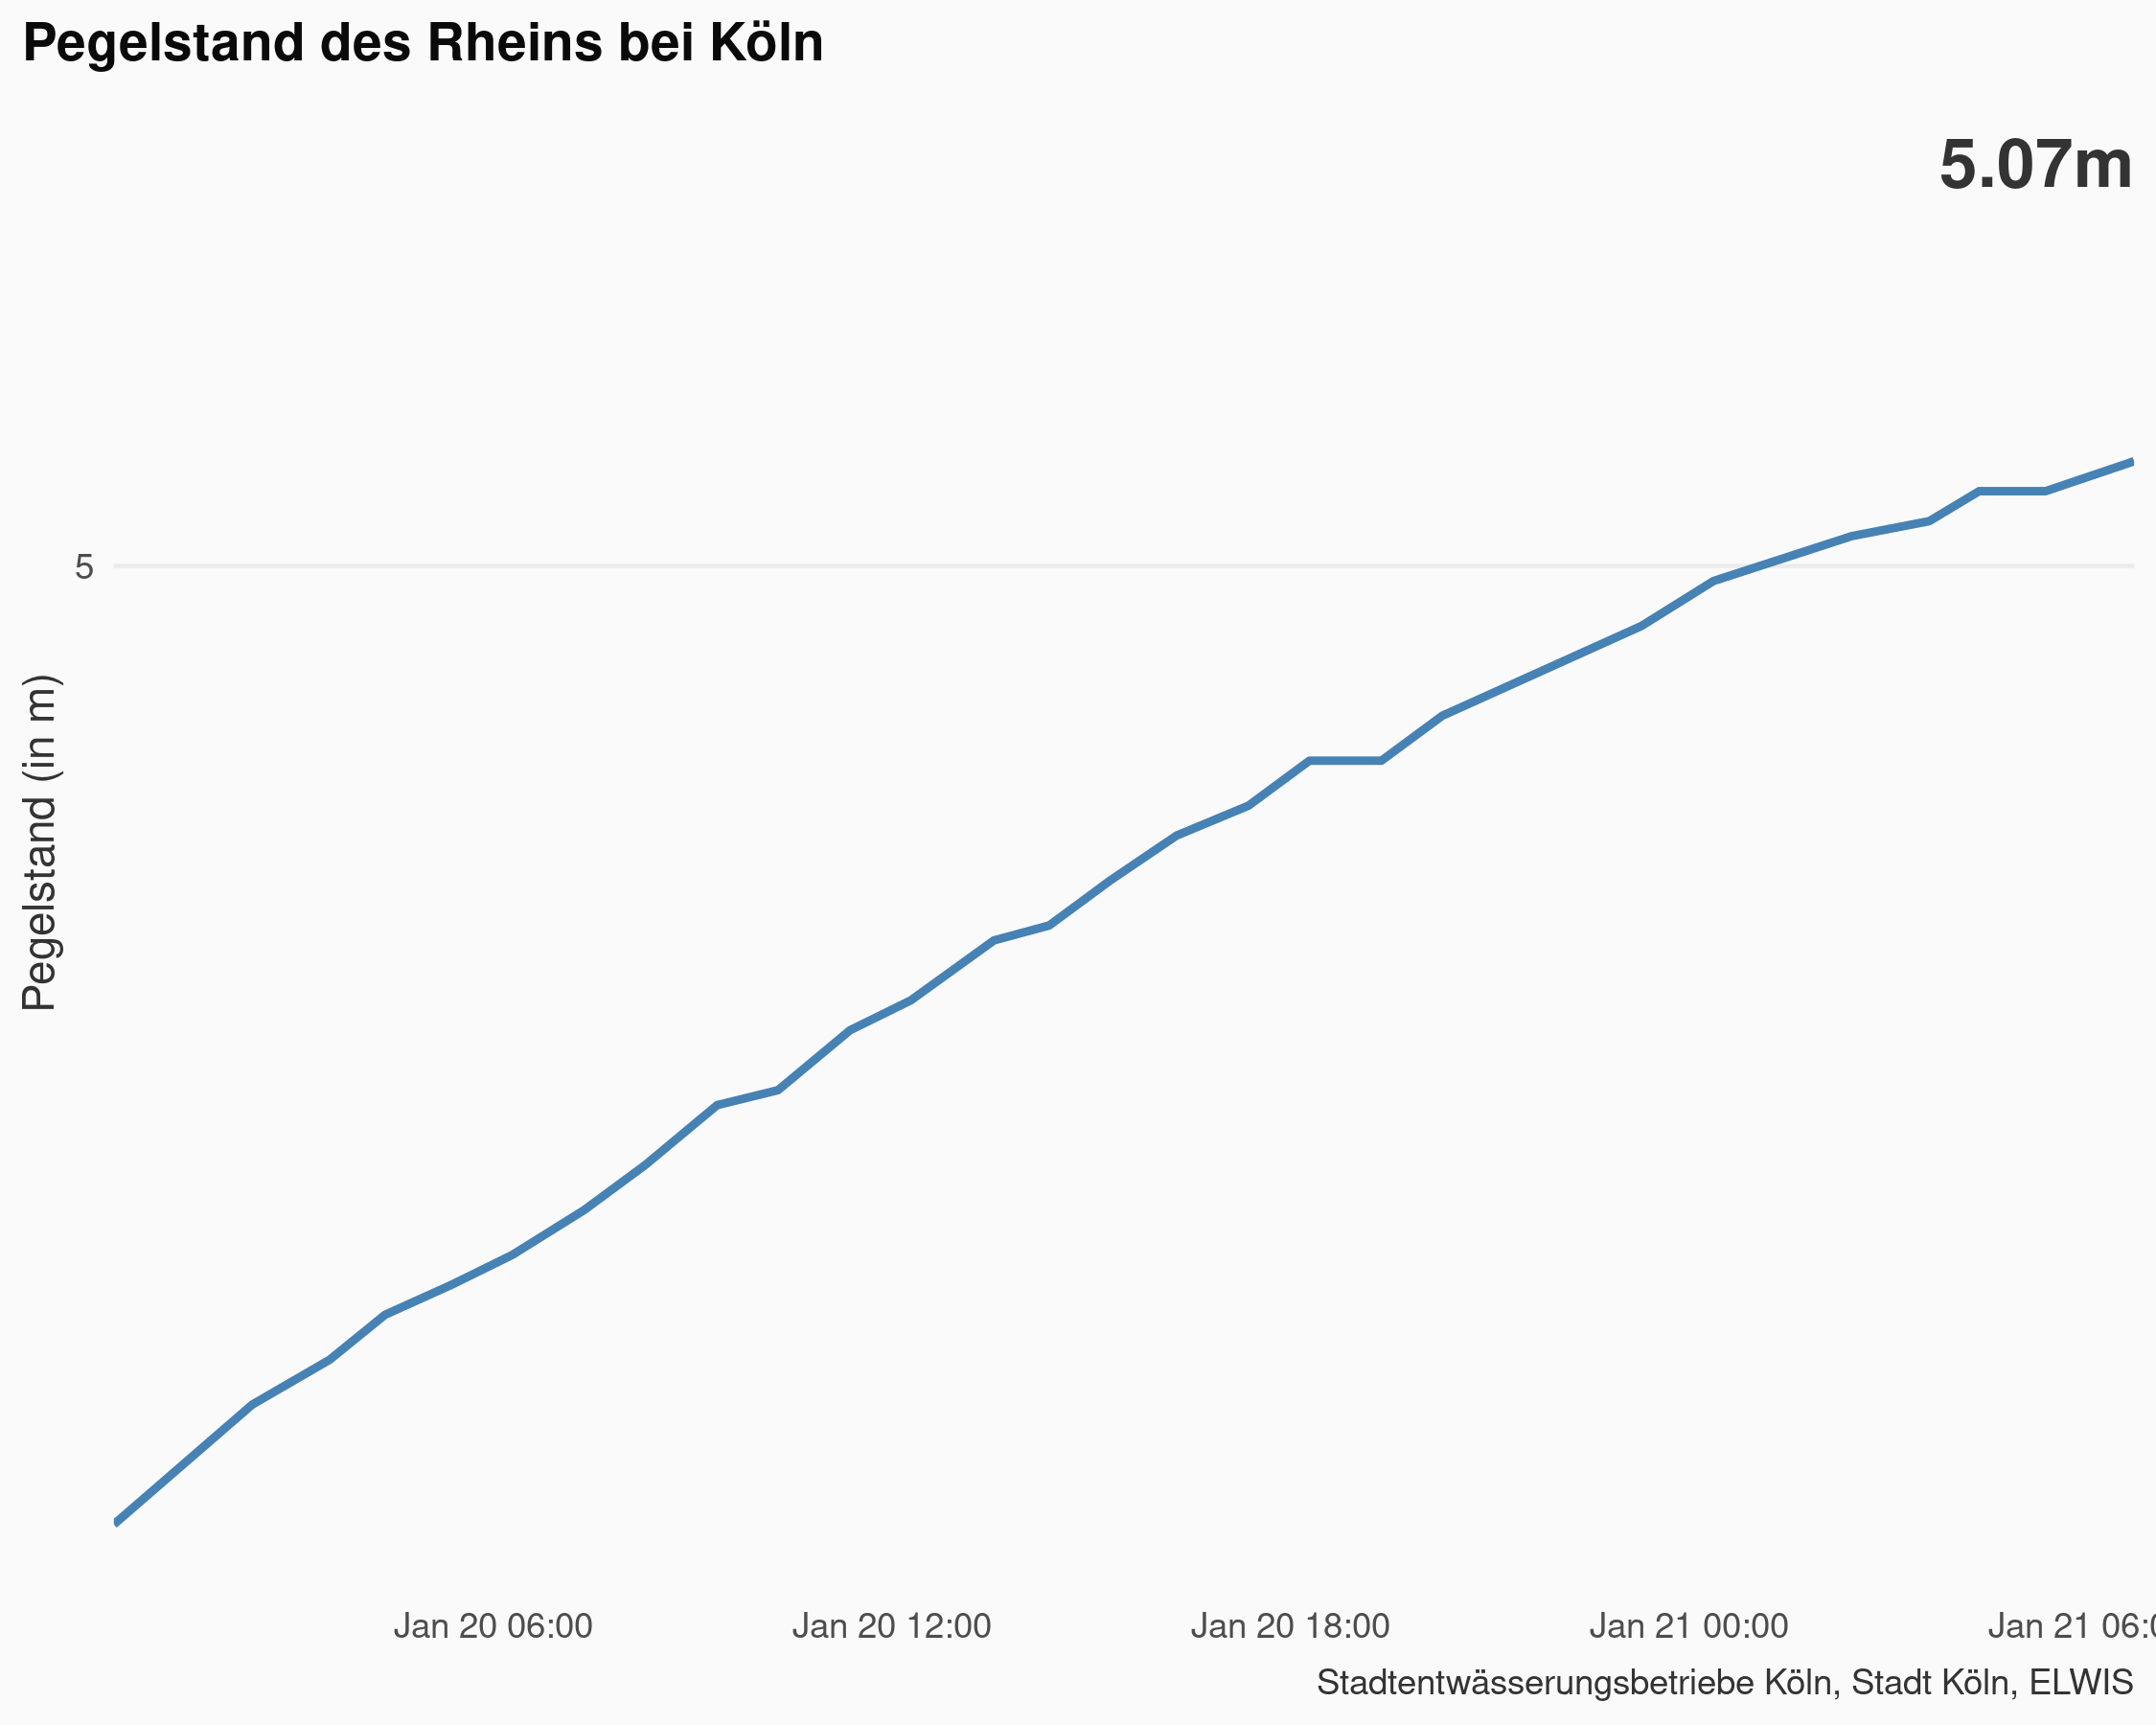 Pegelstand des Rheins bei Köln
5.07m
5
Pegelstand (in m)
Jan 20 06:00 Jan 20 12:00 Jan 20 18:00 Jan 21 00:00 Jan 21 06:0
Stadtentwässerungsbetriebe Köln, Stadt Köln, ELWIS